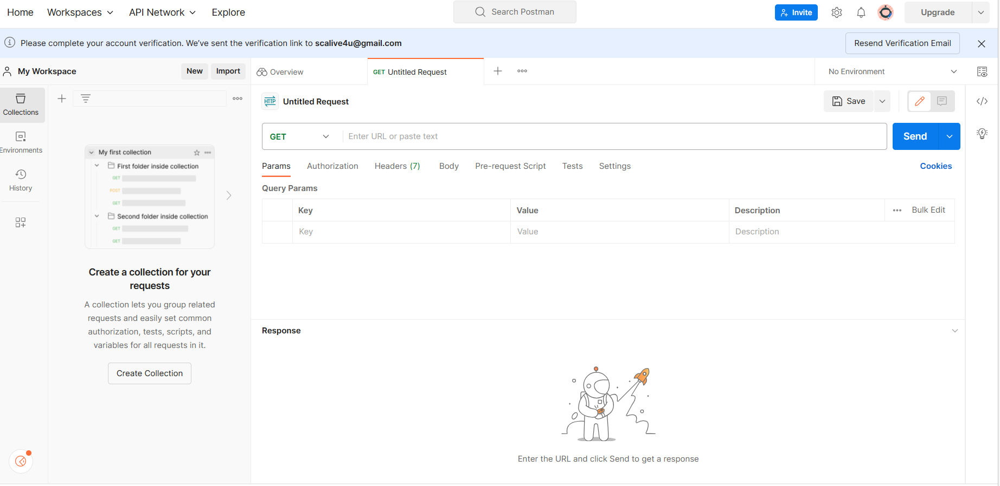 Home Workspaces API Network Explore Search Postman Invite Upgrade
Please complete your account verification. We’ve sent the verification link to scalive4u@gmail.com Resend Verification Email
My Workspace New Import Overview GET Untitled Request No Environment
Collections
Environments
History
My first collection
First folder inside collection
GET
POST
GET
Second folder inside collection
GET
GET
Create a collection for your
requests
A collection lets you group related
requests and easily set common
authorization, tests, scripts, and
variables for all requests in it.
Create Collection
HTTP Untitled Request Save
GET Enter URL or paste text Send
Params Authorization Headers (7) Body Pre-request Script Tests Settings Cookies
Query Params
Key Value Description Bulk Edit
Key Value Description
Response
Enter the URL and click Send to get a response